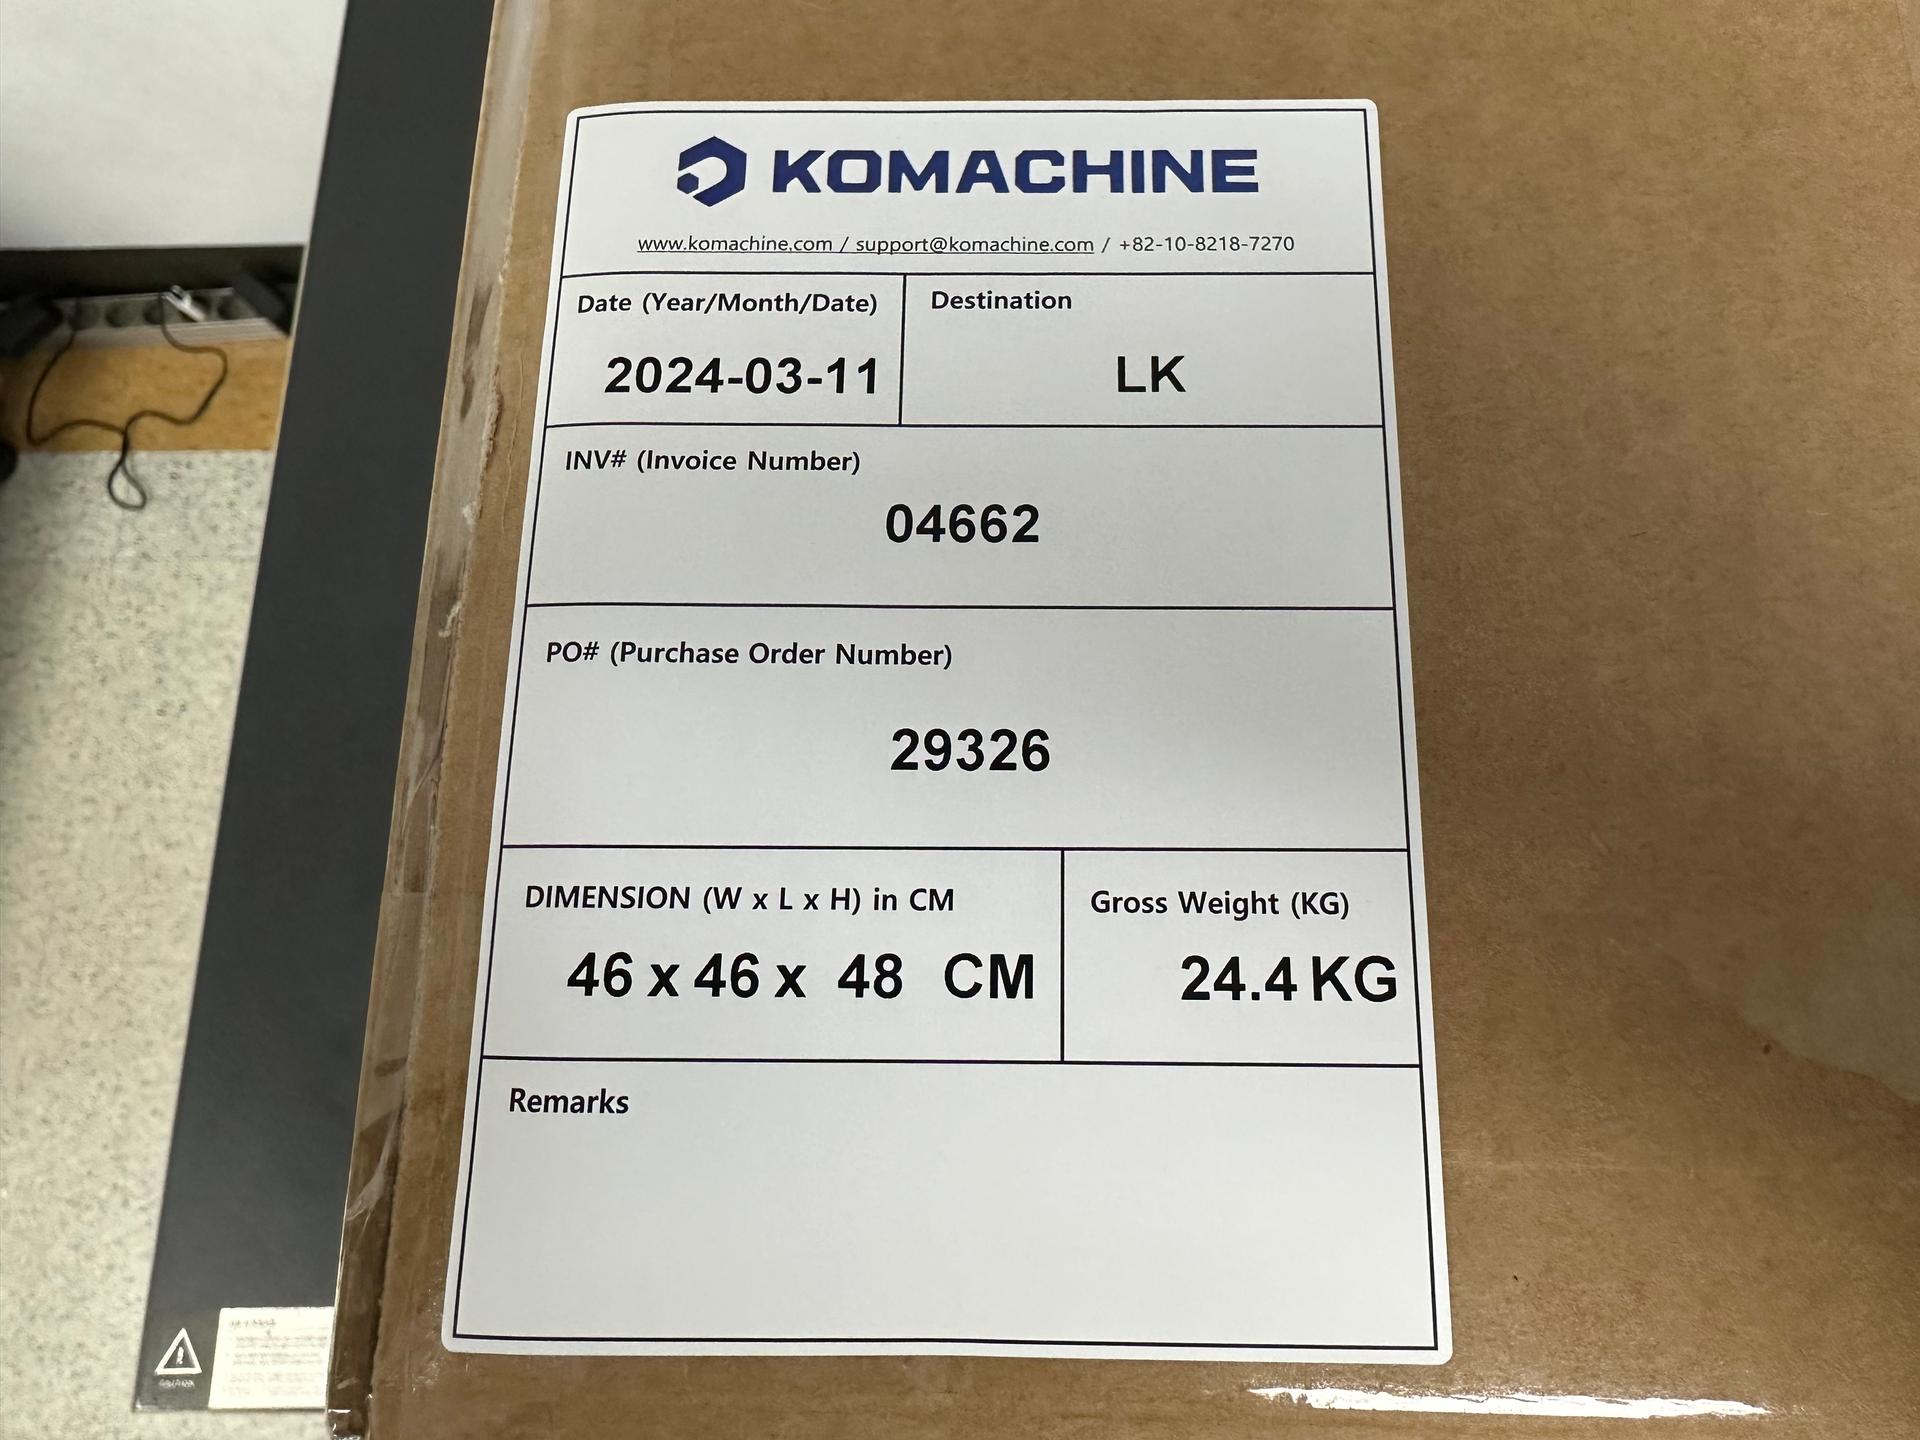 KOMACHINE
www.komachine.com / support@komachine.com / +82-10-8218-7270
Date (Year/Month/Date)
2024-03-11
Destination
LK
INV# (Invoice Number)
04662
PO# (Purchase Order Number)
29326
DIMENSION (W x L x H) in CM
46 x 46 x 48 CM
Gross Weight (KG)
24.4 KG
Remarks
CAUTION